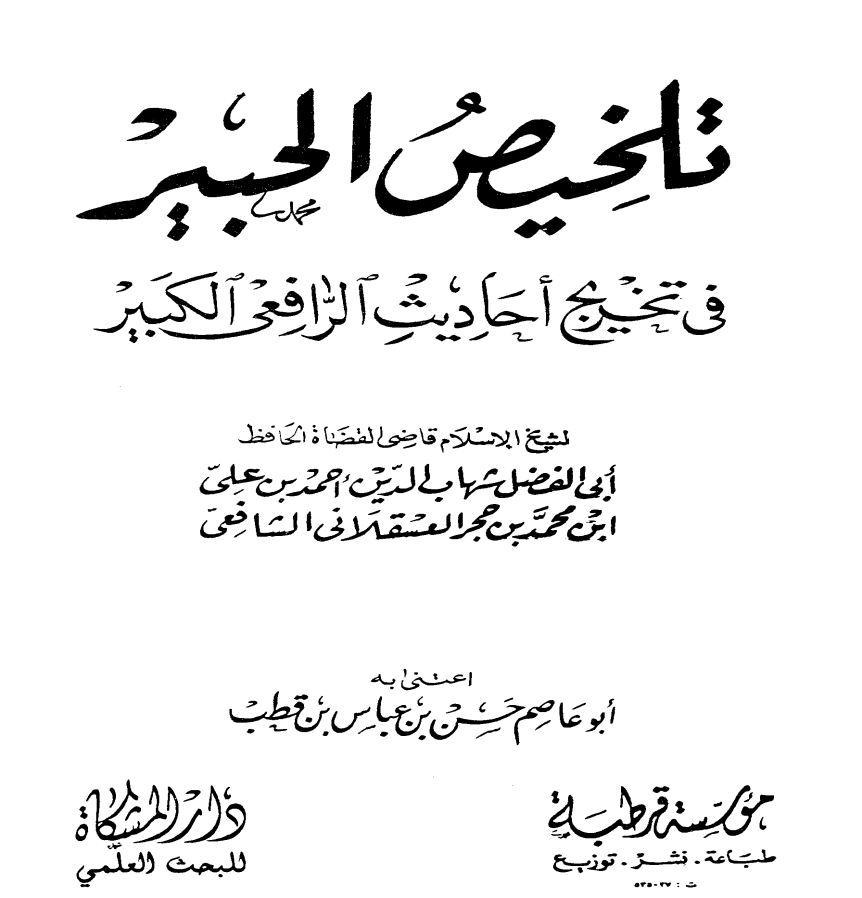 تلخيص الحبير
محمد
في تخريج أحاديث الرافعي الكبير
لشيخ الإسلام قاضي القضاة الحافظ
أبي الفضل شهاب الدين أحمد بن علي
ابن محمد بن حجر العسقلاني الشافعي
اعتنى به
أبو عاصم حسن بن عباس بن قطب
مؤسسة قرطبة
طباعة . نشر . توزيع
دار المشكاة
للبحث العلمي